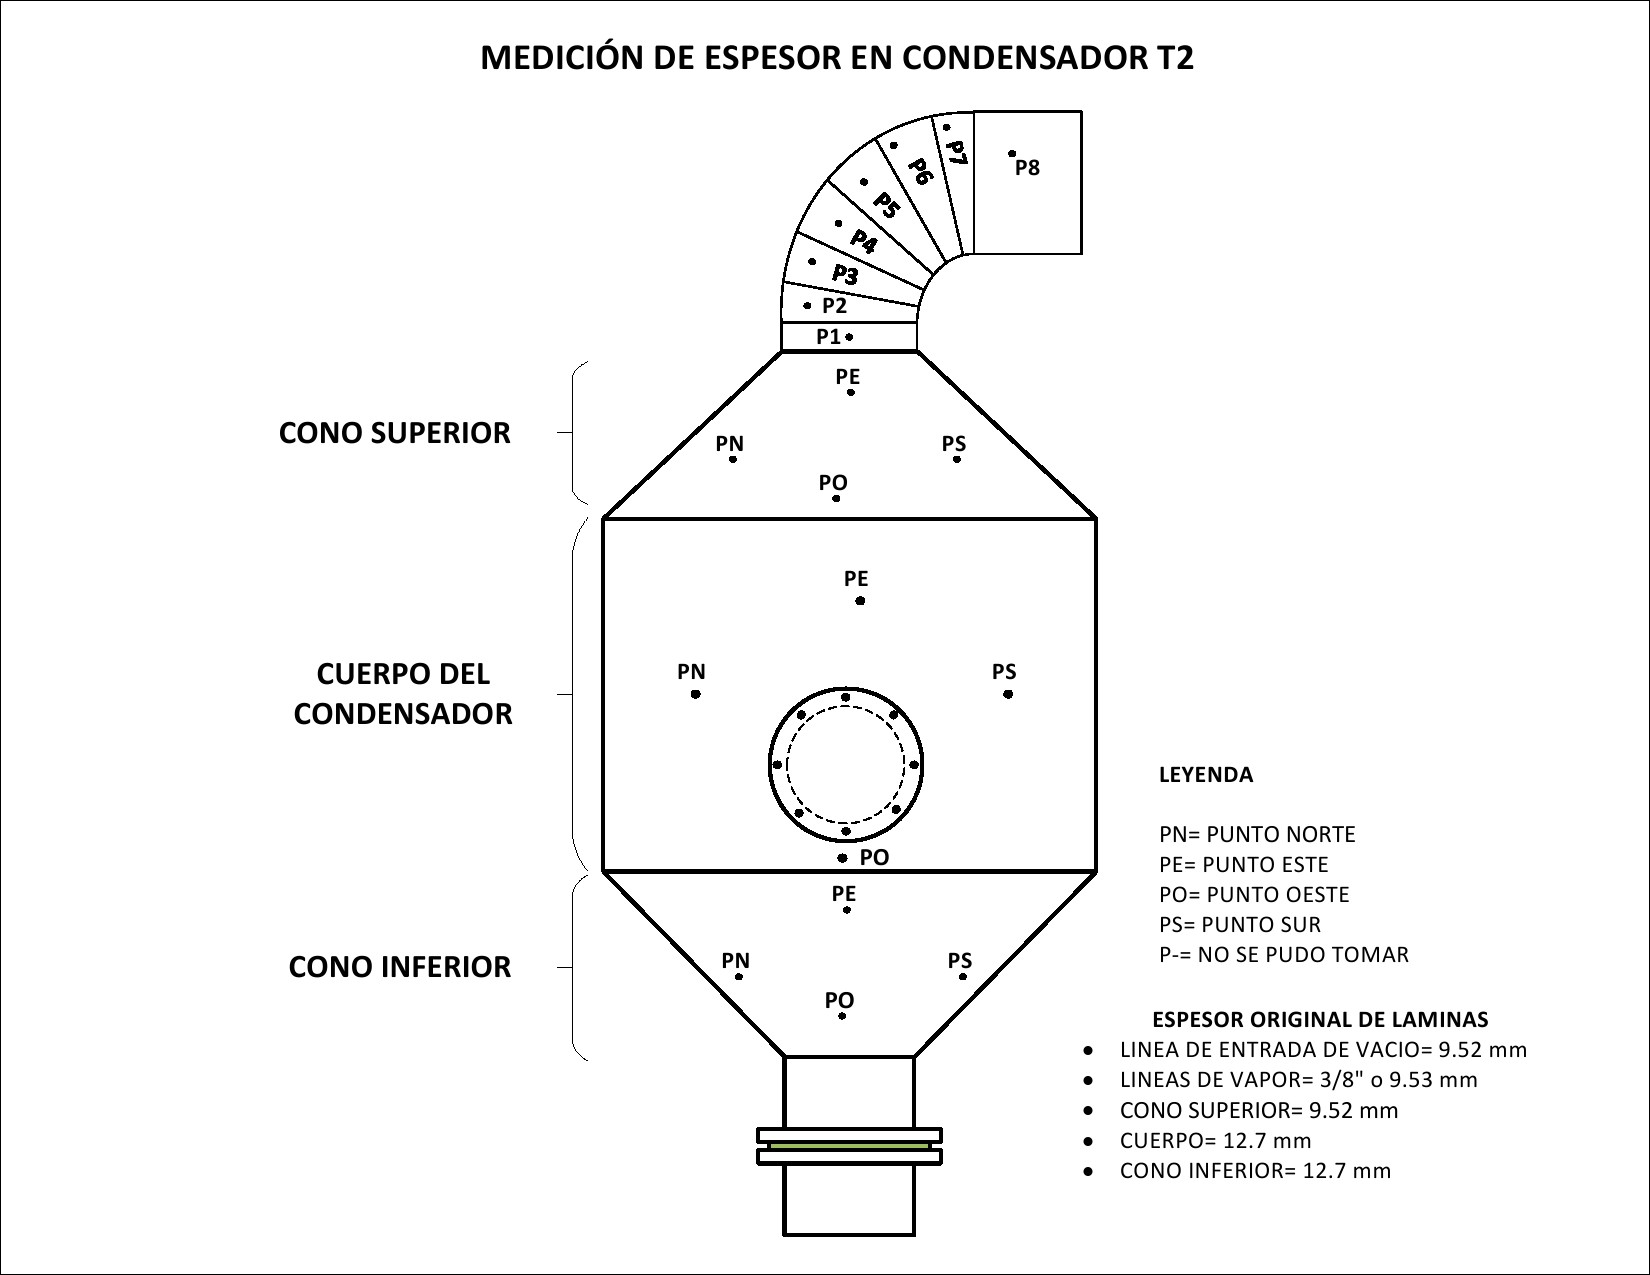 MEDICIÓN DE ESPESOR EN CONDENSADOR T2
P8
P7
P6
P5
P4
P3
P2
P1
CONO SUPERIOR
PE
PN
PS
PO
CUERPO DEL
CONDENSADOR
PE
PN
PS
PO
CONO INFERIOR
PE
PN
PS
PO
LEYENDA
PN= PUNTO NORTE
PE= PUNTO ESTE
PO= PUNTO OESTE
PS= PUNTO SUR
P-= NO SE PUDO TOMAR
ESPESOR ORIGINAL DE LAMINAS
• LINEA DE ENTRADA DE VACIO= 9.52 mm
• LINEAS DE VAPOR= 3/8" o 9.53 mm
• CONO SUPERIOR= 9.52 mm
• CUERPO= 12.7 mm
• CONO INFERIOR= 12.7 mm